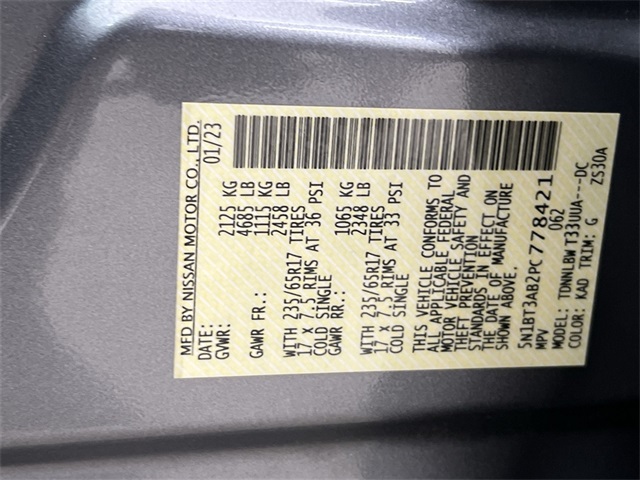 MFD BY NISSAN MOTOR CO., LTD.
DATE: 01/23
GVWR: 2125 KG
4685 LB
GAWR FR.: 1115 KG
2458 LB
WITH 235/65R17 TIRES
17 X 7.5 RIMS AT 36 PSI
COLD SINGLE
GAWR RR.: 1065 KG
2348 LB
WITH 235/65R17 TIRES
17 X 7.5 RIMS AT 33 PSI
COLD SINGLE
THIS VEHICLE CONFORMS TO
ALL APPLICABLE FEDERAL
MOTOR VEHICLE SAFETY AND
THEFT PREVENTION
STANDARDS IN EFFECT ON
THE DATE OF MANUFACTURE
SHOWN ABOVE.
5N1BT3AB2PC778421
MPV 062
MODEL: TDNNLBW T33UUA---DC
COLOR: KAD TRIM: G ZS30A